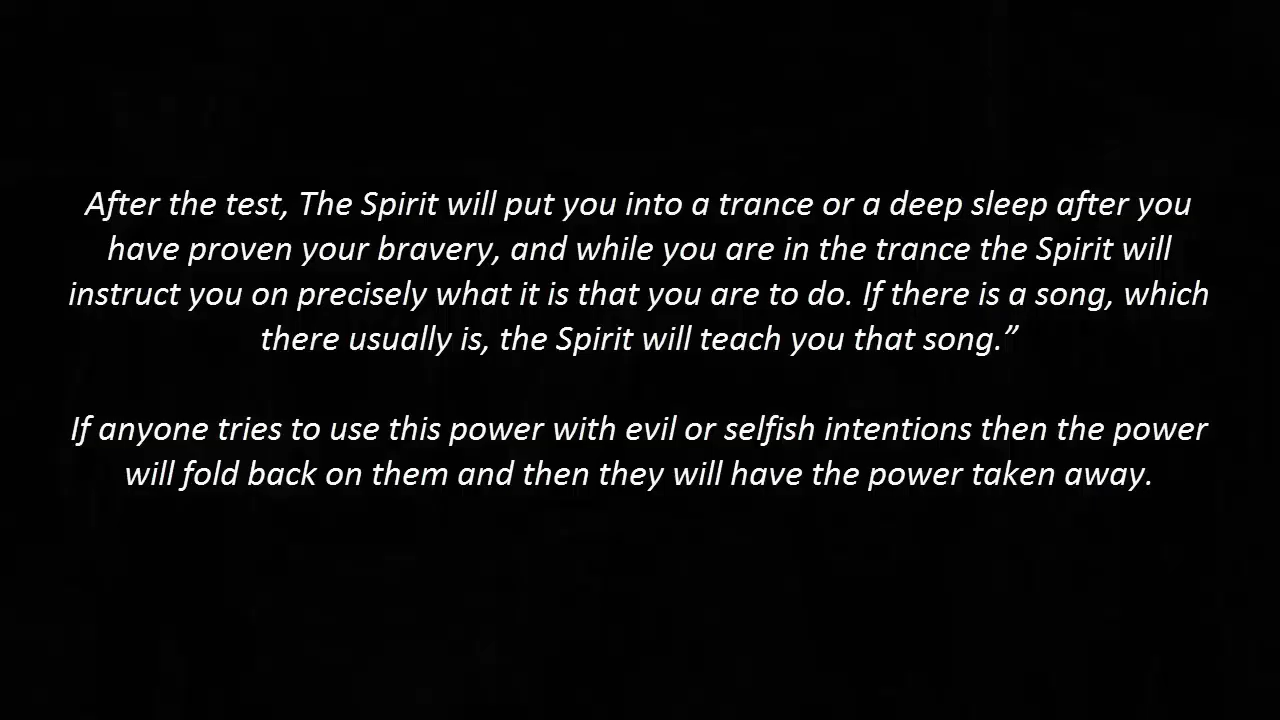 After the test, The Spirit will put you into a trance or a deep sleep after you
have proven your bravery, and while you are in the trance the Spirit will
instruct you on precisely what it is that you are to do. If there is a song, which
there usually is, the Spirit will teach you that song.”
If anyone tries to use this power with evil or selfish intentions then the power
will fold back on them and then they will have the power taken away.